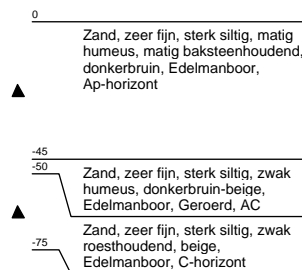 0
Zand, zeer fijn, sterk siltig, matig
humeus, matig baksteenhoudend,
donkerbruin, Edelmanboor,
Ap-horizont
-45
-50
Zand, zeer fijn, sterk siltig, zwak
humeus, donkerbruin-beige,
Edelmanboor, Geroerd, AC
Zand, zeer fijn, sterk siltig, zwak
roesthoudend, beige,
Edelmanboor, C-horizont
-75